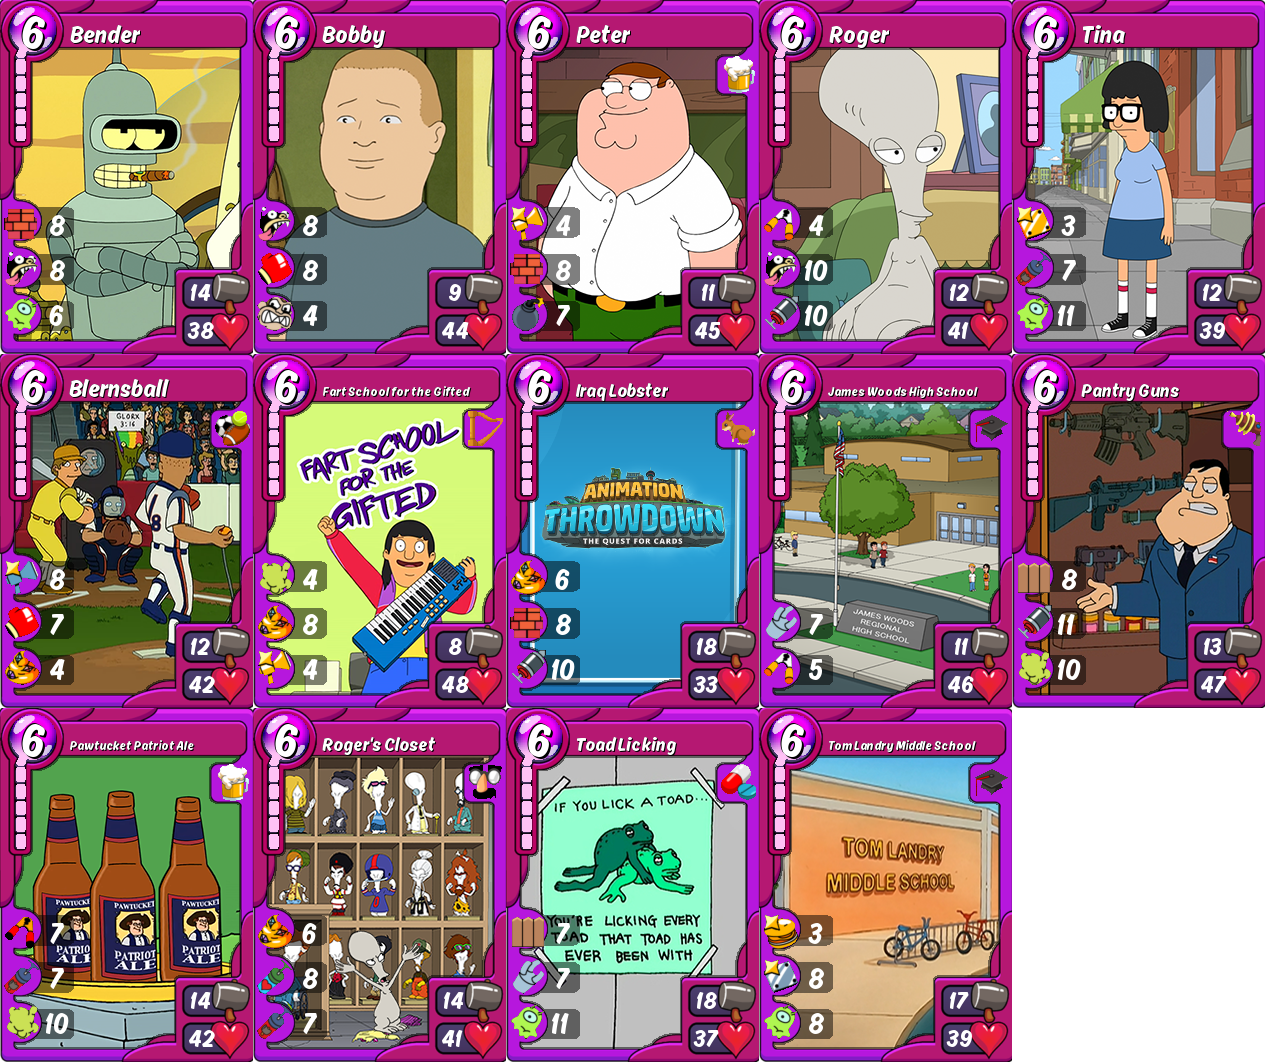 6 Bender
8
8
6
14
38
6 Bobby
8
8
4
9
44
6 Peter
4
8
7
11
45
6 Roger
4
10
10
12
41
6 Tina
3
7
11
12
39
6 Blernsball
GLORX
3:16
8
8
7
4
12
42
6 Fart School for the Gifted
FART SCHOOL
FOR THE
GIFTED
4
8
4
8
48
6 Iraq Lobster
ANIMATION
THROWDOWN
THE QUEST FOR CARDS
6
8
10
18
33
6 James Woods High School
JAMES WOODS
REGIONAL
HIGH SCHOOL
7
5
11
46
6 Pantry Guns
8
11
10
13
47
6 Pawtucket Patriot Ale
PAWTUCKET
PATRIOT
ALE
7
7
10
14
42
6 Roger's Closet
6
8
7
14
41
6 Toad Licking
IF YOU LICK A TOAD...
YOU'RE LICKING EVERY
TOAD THAT TOAD HAS
EVER BEEN WITH
7
7
11
18
37
6 Tom Landry Middle School
TOM LANDRY
MIDDLE SCHOOL
3
8
8
17
39